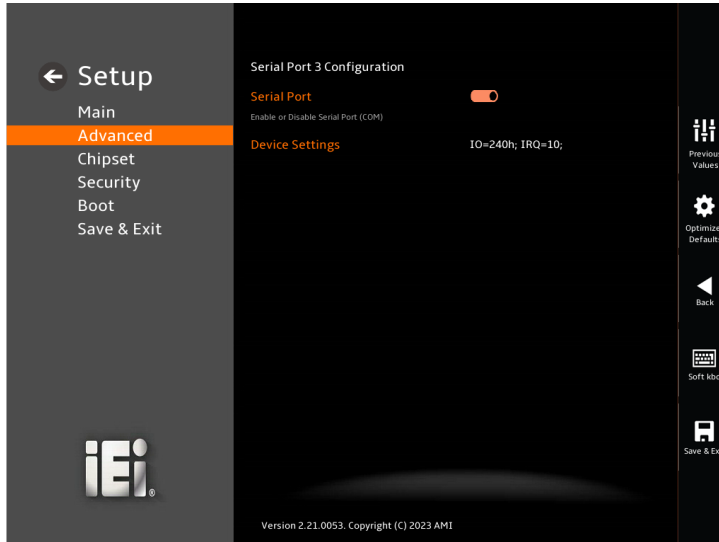 Setup
Main
Advanced
Chipset
Security
Boot
Save & Exit
iEi®
Serial Port 3 Configuration
Serial Port
Enable or Disable Serial Port (COM)
Device Settings IO=240h; IRQ=10;
Version 2.21.0053. Copyright (C) 2023 AMI
Previous
Values
Optimize
Default
Back
Soft kbd
Save & Ex